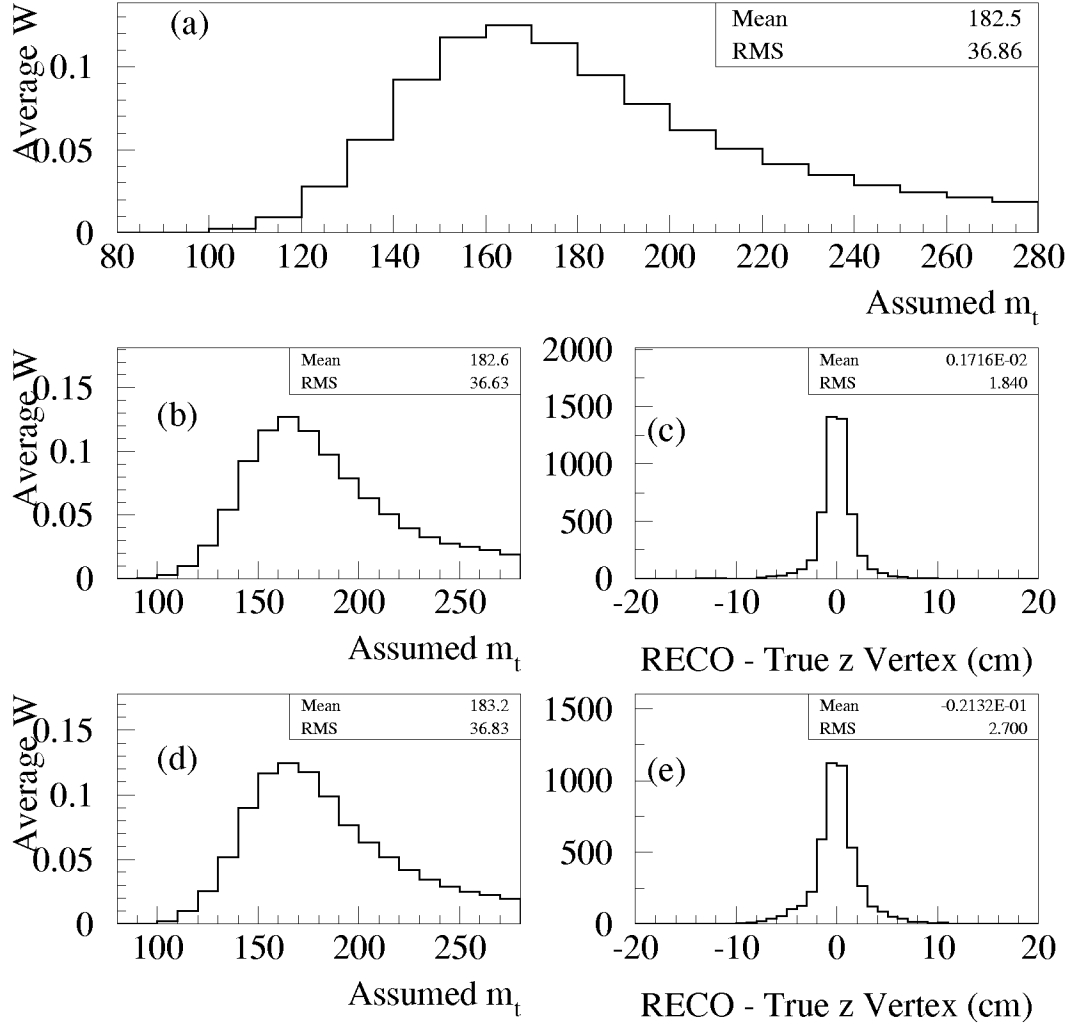 (a)
Mean 182.5
RMS 36.86
Average W
0.1
0.05
0
80 100 120 140 160 180 200 220 240 260 280
Assumed m_t
(b)
Mean 182.6
RMS 36.63
Average W
0.15
0.1
0.05
0
100 150 200 250
Assumed m_t
(c)
Mean 0.1716E-02
RMS 1.840
2000
1500
1000
500
0
-20 -10 0 10 20
RECO - True z Vertex (cm)
(d)
Mean 183.2
RMS 36.83
Average W
0.15
0.1
0.05
0
100 150 200 250
Assumed m_t
(e)
Mean -0.2132E-01
RMS 2.700
1500
1000
500
0
-20 -10 0 10 20
RECO - True z Vertex (cm)